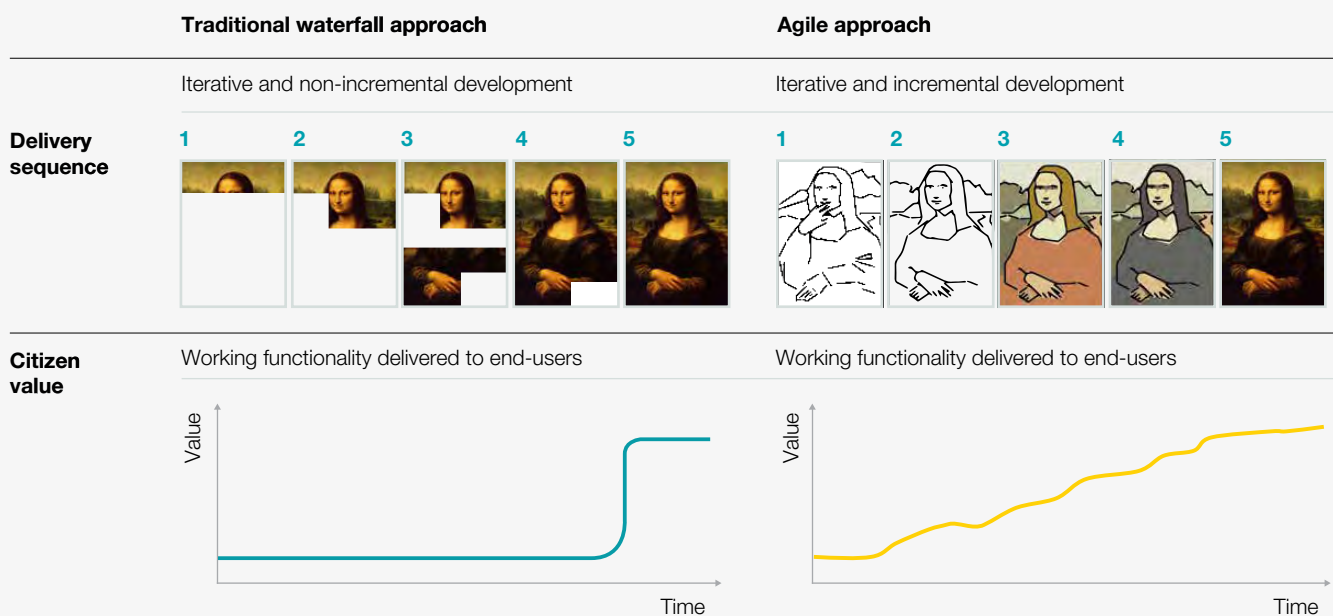 Traditional waterfall approach
Agile approach
Iterative and non-incremental development
Iterative and incremental development
Delivery
sequence
1 2 3 4 5
1 2 3 4 5
Citizen
value
Working functionality delivered to end-users
Working functionality delivered to end-users
Value
Time
Value
Time